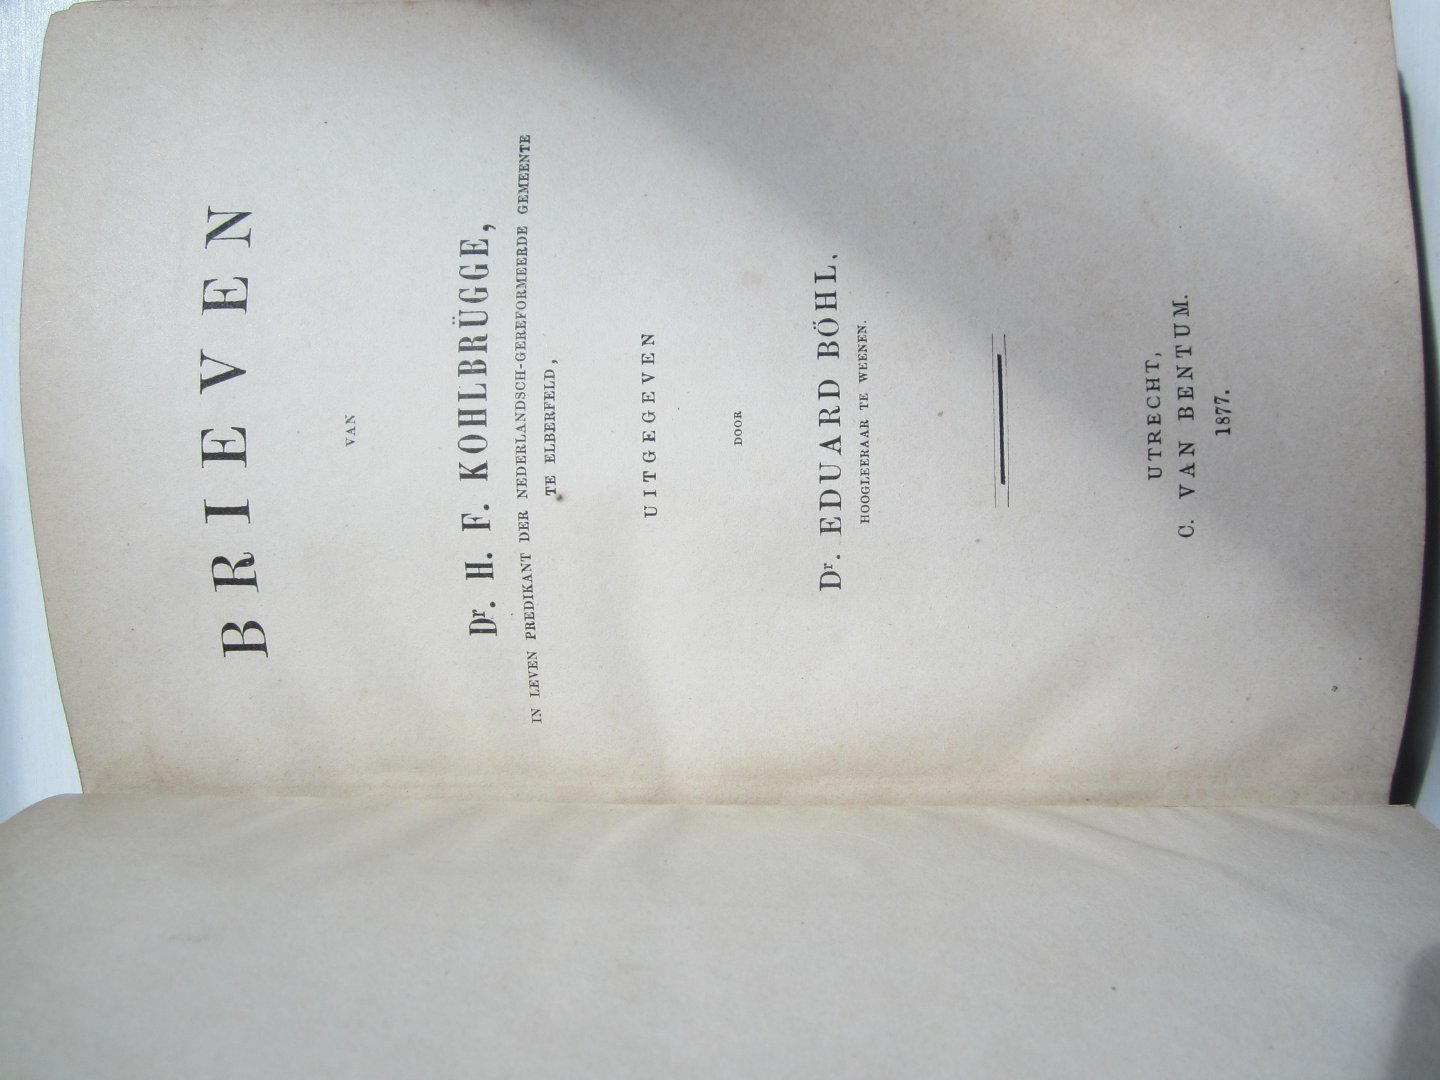 BRIEVEN
VAN
Dr. H. F. KOHLBRÜGGE,
IN LEVEN PREDIKANT DER NEDERLANDSCH-GEREFORMEERDE GEMEENTE
TE ELBERFELD,
UITGEGEVEN
DOOR
Dr. EDUARD BÖHL.
HOOGLEERAAR TE WEENEN.
UTRECHT,
C. VAN BENTUM.
1877.